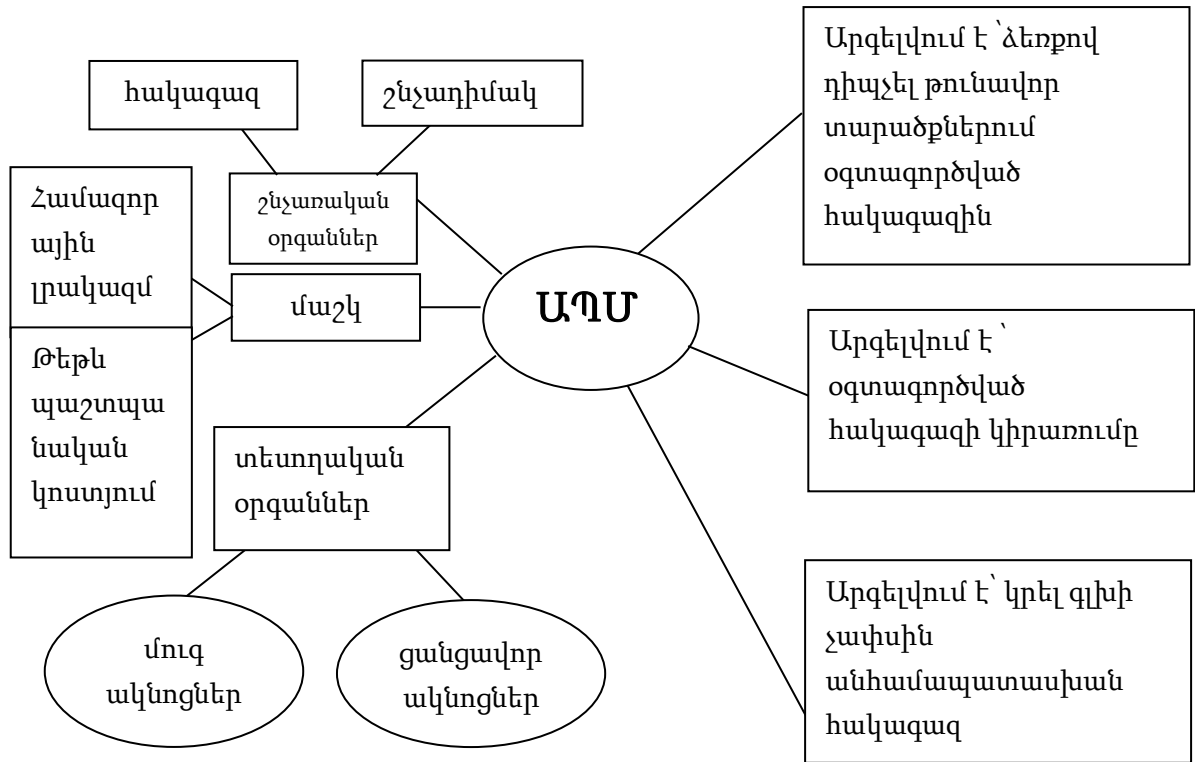 հակագազ
շնչադիմակ
Արգելվում է ՝ձեռքով
դիպչել թունավոր
տարածքներում
օգտագործված
հակագազին
շնչառական
օրգաններ
Համազոր
ային
լրակազմ
մաշկ
ԱՊՄ
Թեթև
պաշտպա
նական
կոստյում
Արգելվում է ՝
օգտագործված
հակագազի կիրառումը
տեսողական
օրգաններ
մուգ
ակնոցներ
ցանցավոր
ակնոցներ
Արգելվում է՝ կրել գլխի
չափսին
անհամապատասխան
հակագազ